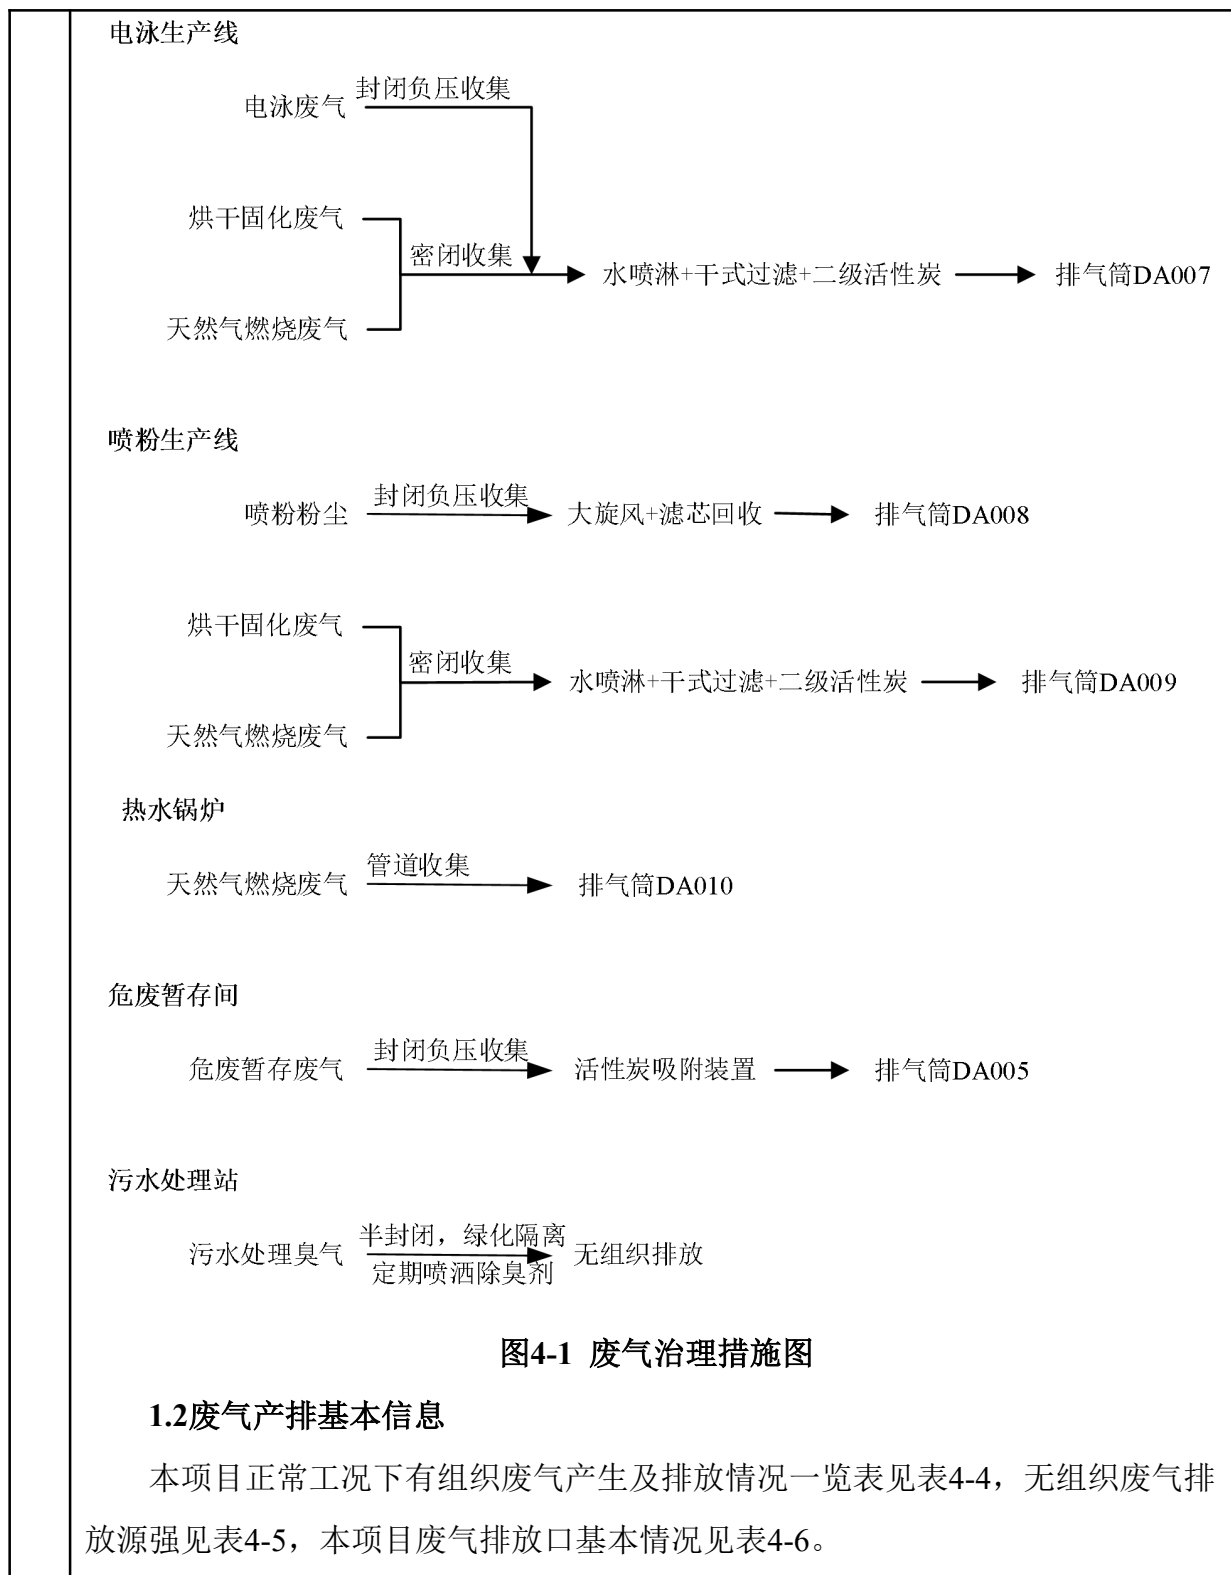 电泳生产线
封闭负压收集
电泳废气
烘干固化废气
密闭收集
水喷淋+干式过滤+二级活性炭
排气筒DA007
天然气燃烧废气
喷粉生产线
封闭负压收集
喷粉粉尘
大旋风+滤芯回收
排气筒DA008
烘干固化废气
密闭收集
水喷淋+干式过滤+二级活性炭
排气筒DA009
天然气燃烧废气
热水锅炉
管道收集
天然气燃烧废气
排气筒DA010
危废暂存间
封闭负压收集
危废暂存废气
活性炭吸附装置
排气筒DA005
污水处理站
半封闭，绿化隔离
污水处理臭气
无组织排放
定期喷洒除臭剂
图4-1 废气治理措施图
1.2废气产排基本信息
本项目正常工况下有组织废气产生及排放情况一览表见表4-4，无组织废气排
放源强见表4-5，本项目废气排放口基本情况见表4-6。